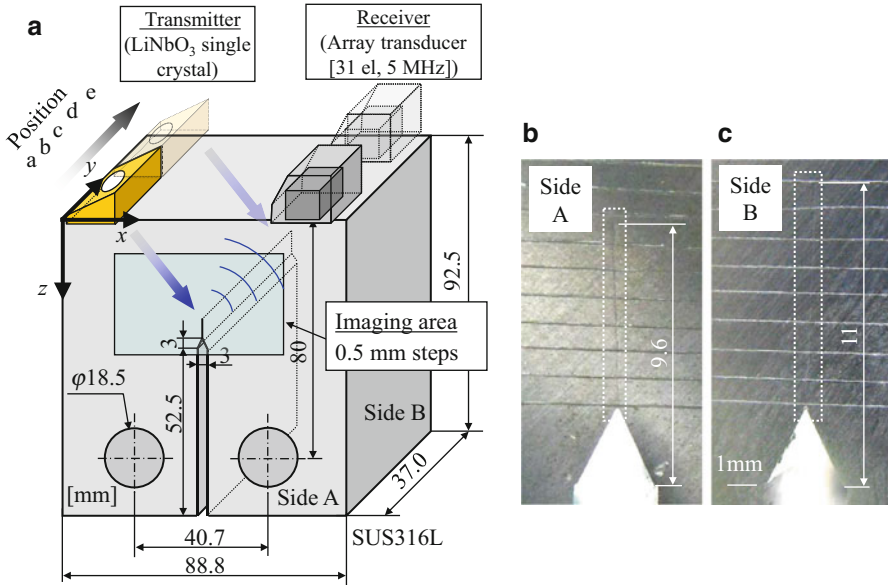 a
Transmitter
(LiNbO3 single
crystal)
Receiver
(Array transducer
[31 el, 5 MHz])
Position
a b c d e
y
x
z
Imaging area
0.5 mm steps
3
3
80
92.5
φ18.5
52.5
Side B
Side A
37.0
[mm]
40.7
88.8
SUS316L
b
Side
A
9.6
c
Side
B
11
1mm